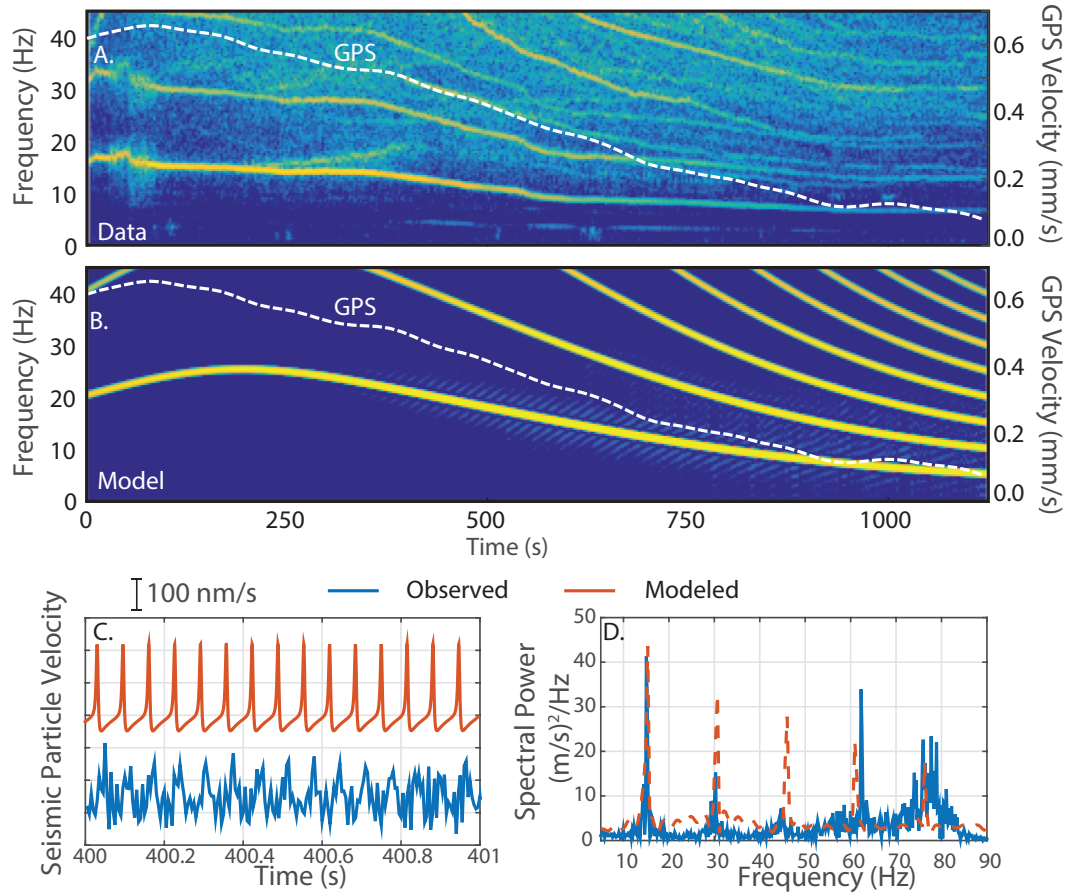 A.
GPS
Data
Frequency (Hz)
40
30
20
10
0
GPS Velocity (mm/s)
0.6
0.4
0.2
0.0
B.
GPS
Model
Frequency (Hz)
40
30
20
10
0
GPS Velocity (mm/s)
0.6
0.4
0.2
0.0
0 250 500 750 1000
Time (s)
100 nm/s
Observed
Modeled
C.
Seismic Particle Velocity
400 400.2 400.4 400.6 400.8 401
Time (s)
D.
Spectral Power
(m/s)²/Hz
50
40
30
20
10
0
10 20 30 40 50 60 70 80 90
Frequency (Hz)